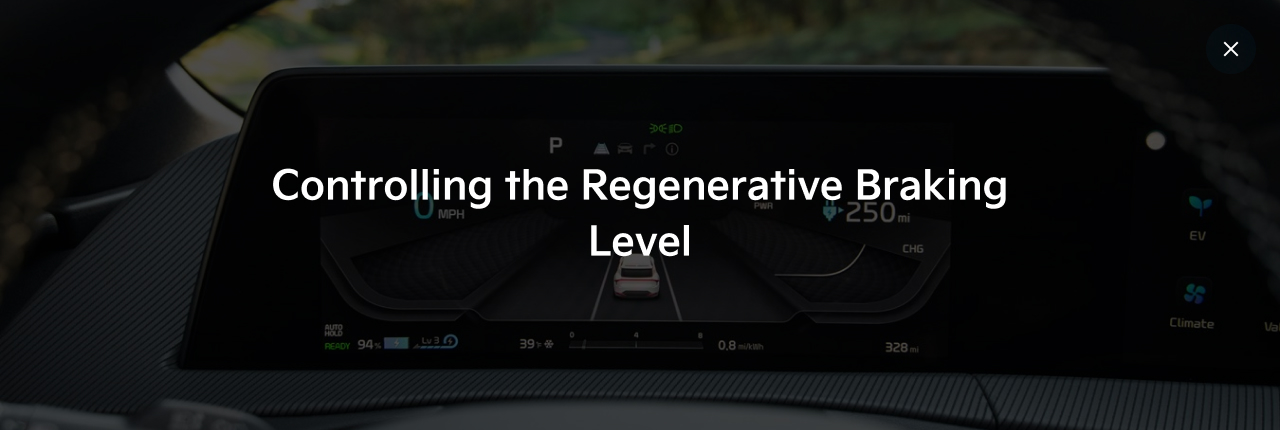 P
Controlling the Regenerative Braking
Level
0 MPH
PWR
250 mi
CHG
EV
Climate
AUTO
HOLD
READY 94% Lv 3
39°F
0 4 8
0.8 mi/kWh
328 mi